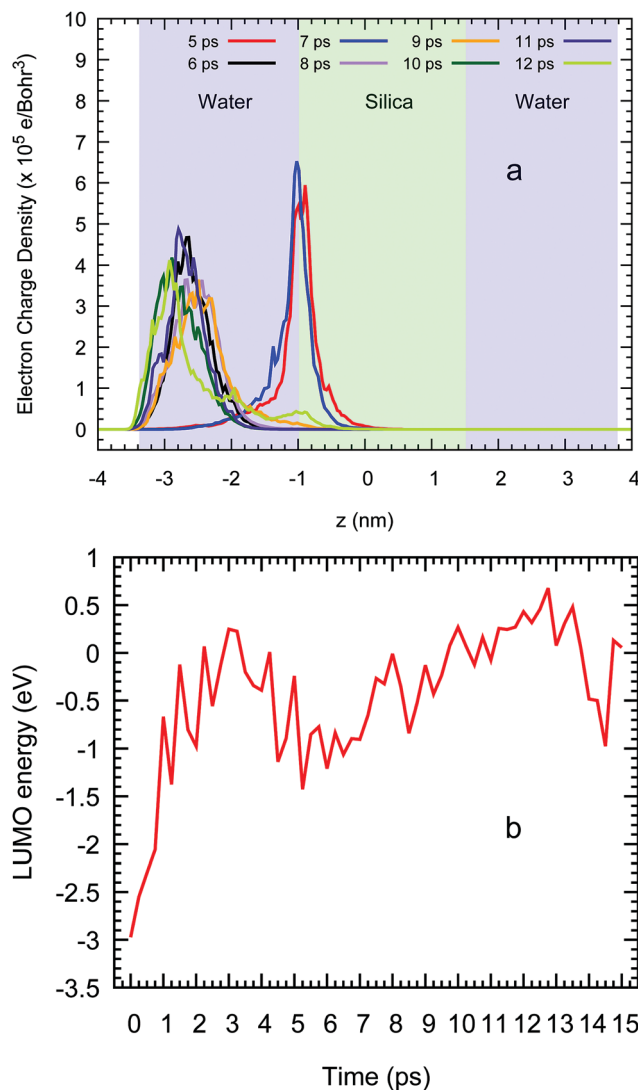 10
9
8
7
6
5
4
3
2
1
0
Electron Charge Density (x 10⁵ e/Bohr³)
5 ps 7 ps 9 ps 11 ps
6 ps 8 ps 10 ps 12 ps
Water Silica Water
a
-4 -3 -2 -1 0 1 2 3 4
z (nm)
1
0.5
0
-0.5
-1
-1.5
-2
-2.5
-3
-3.5
LUMO energy (eV)
b
0 1 2 3 4 5 6 7 8 9 10 11 12 13 14 15
Time (ps)